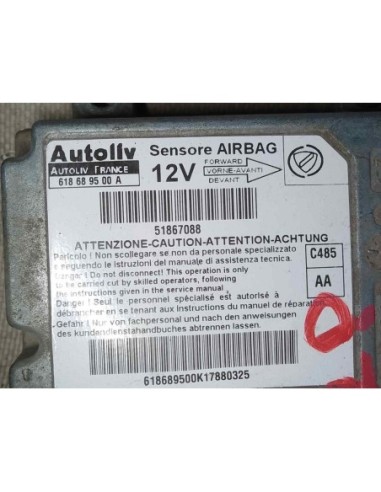 Autoliv
AUTOLIV FRANCE
618 68 95 00 A
Sensore AIRBAG
12V
FORWARD
VORNE-AVANTI
DEVANT
51867088
ATTENZIONE-CAUTION-ATTENTION-ACHTUNG
Pericolo ! Non scollegare se non da personale specializzato
e seguendo le istruzioni del manuale di assistenza tecnica.
Danger ! Do not disconnect! This operation is only
to be carried cut by skilled operators, following
the instructions given in the service manual .
Danger ! Seul le personnel spécialisé est autorisé à
débrancher en se tenant aux instructions du manuel de réparation
Gefahr ! Nur von fachpersonal und nach den anweisungen
des kundendienstahandbuches abtrennen lassen.
C485
AA
618689500K17880325